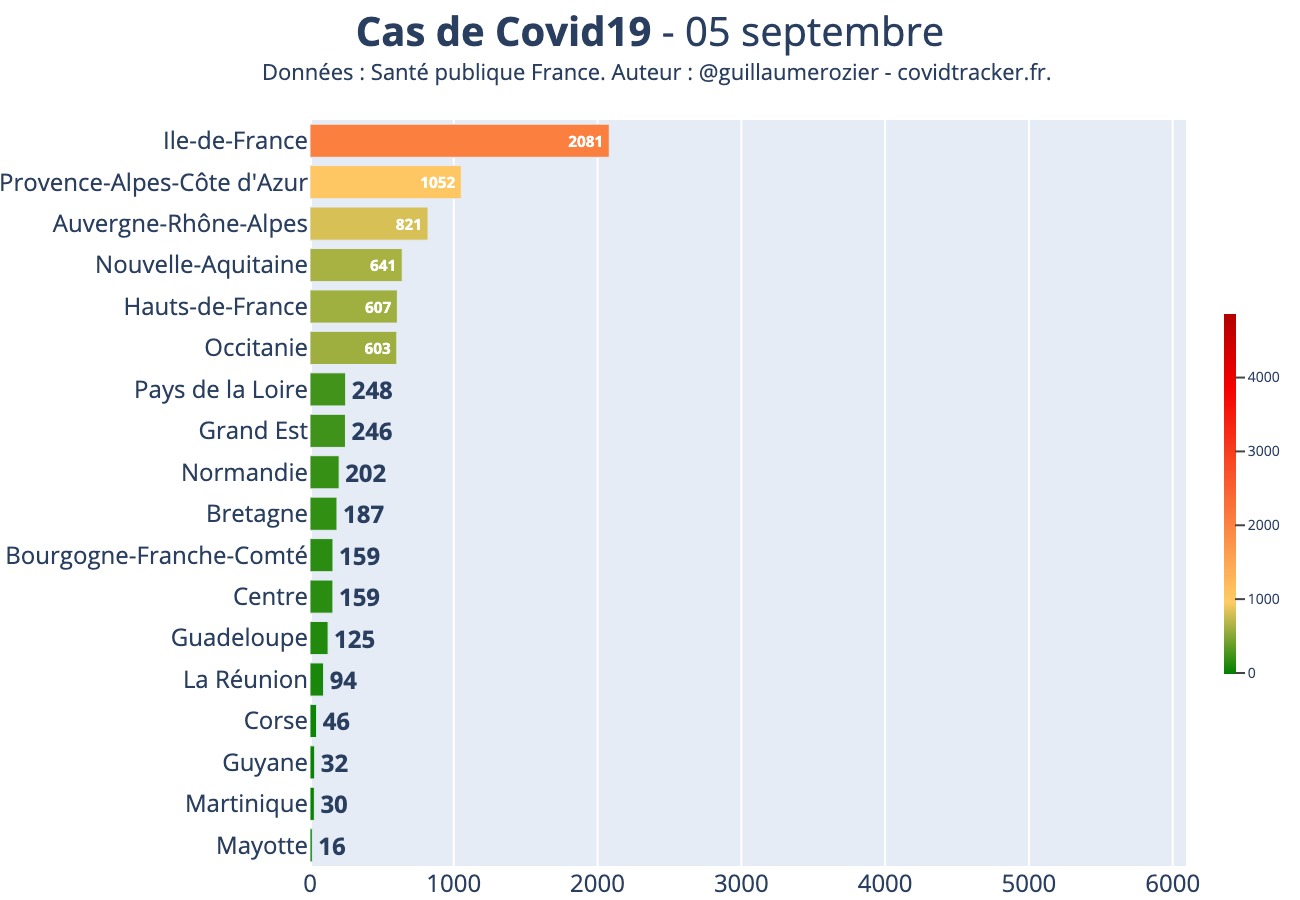 Cas de Covid19 - 05 septembre
Données : Santé publique France. Auteur : @guillaumerozier - covidtracker.fr.
Ile-de-France 2081
Provence-Alpes-Côte d'Azur 1052
Auvergne-Rhône-Alpes 821
Nouvelle-Aquitaine 641
Hauts-de-France 607
Occitanie 603
Pays de la Loire 248
Grand Est 246
Normandie 202
Bretagne 187
Bourgogne-Franche-Comté 159
Centre 159
Guadeloupe 125
La Réunion 94
Corse 46
Guyane 32
Martinique 30
Mayotte 16
0 1000 2000 3000 4000 5000 6000
4000
3000
2000
1000
0